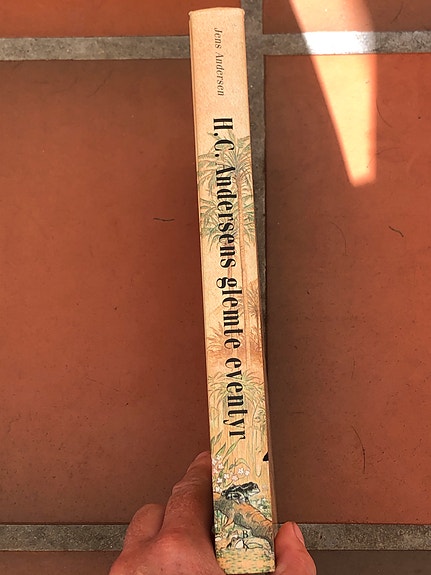 Jens Andersen
H.C. Andersens glemte eventyr